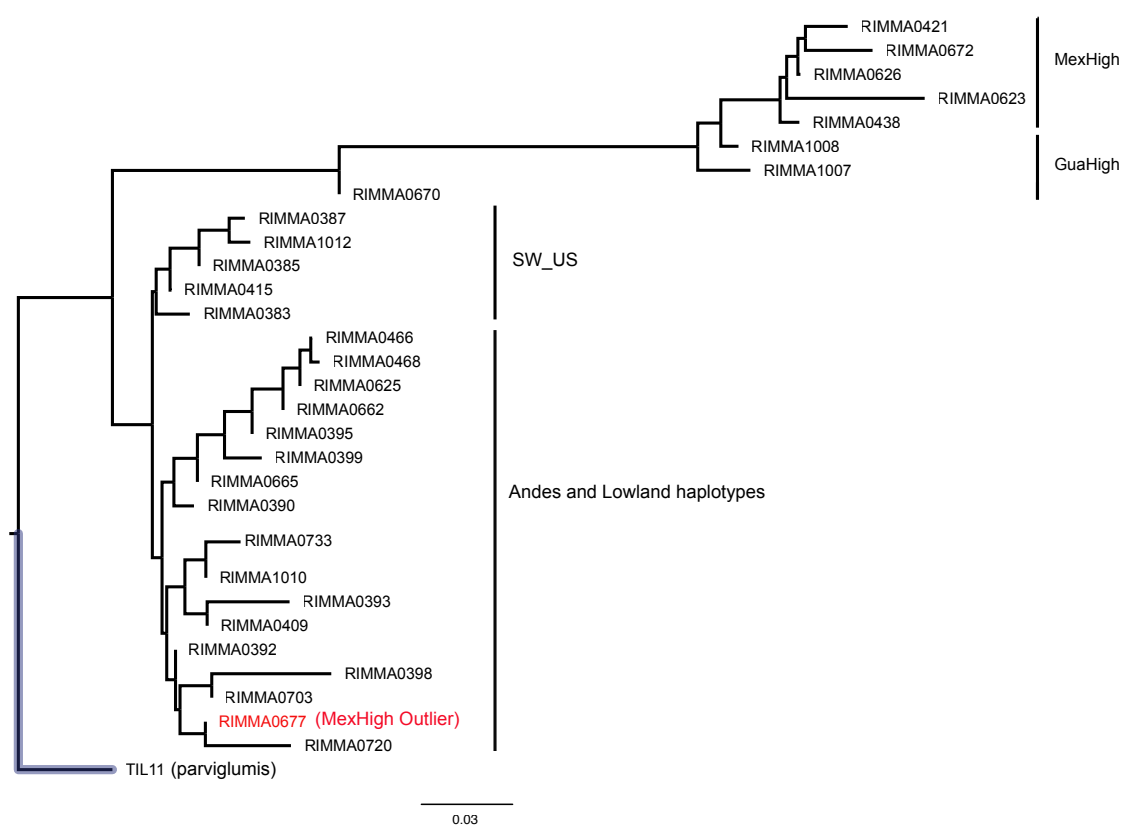 RIMMA0421
RIMMA0672
MexHigh
RIMMA0626
RIMMA0623
RIMMA0438
RIMMA1008
GuaHigh
RIMMA1007
RIMMA0670
RIMMA0387
RIMMA1012
SW_US
RIMMA0385
RIMMA0415
RIMMA0383
RIMMA0466
RIMMA0468
RIMMA0625
RIMMA0662
RIMMA0395
RIMMA0399
RIMMA0665
Andes and Lowland haplotypes
RIMMA0390
RIMMA0733
RIMMA1010
RIMMA0393
RIMMA0409
RIMMA0392
RIMMA0398
RIMMA0703
RIMMA0677 (MexHigh Outlier)
RIMMA0720
TIL11 (parviglumis)
0.03